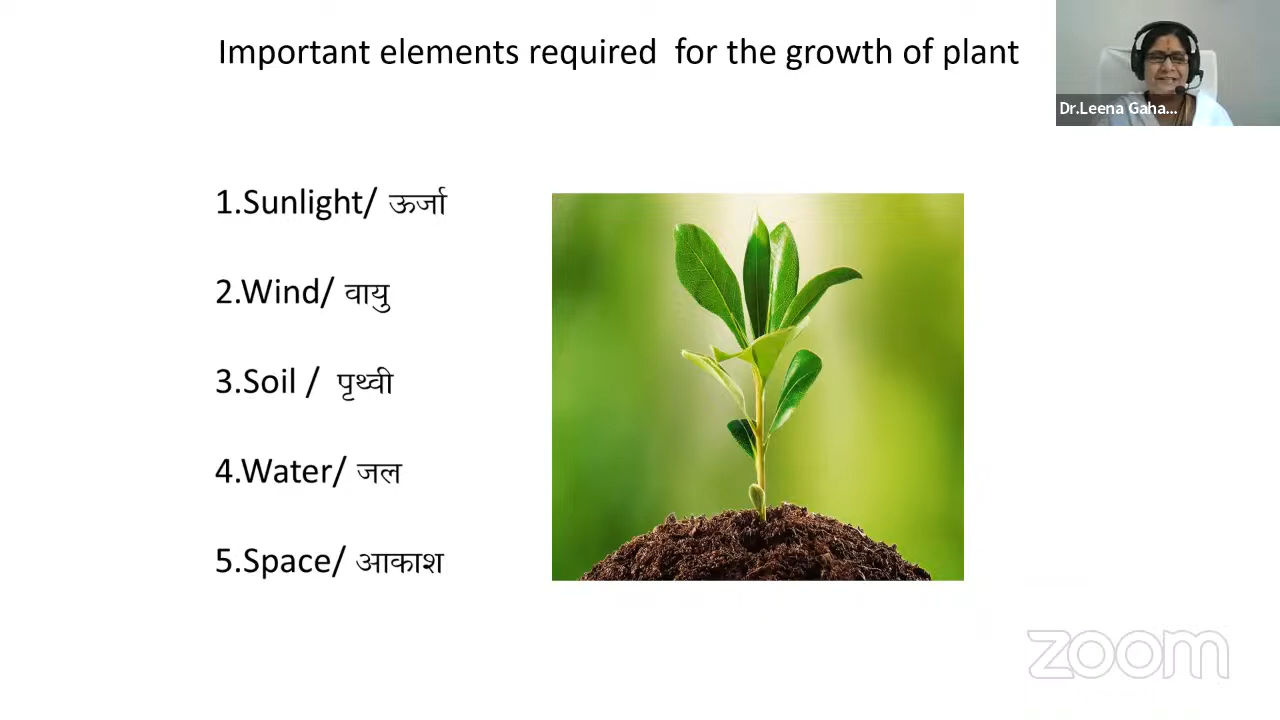 Important elements required for the growth of plant
Dr.Leena Gaha...
1.Sunlight/ ऊर्जा
2.Wind/ वायु
3.Soil / पृथ्वी
4.Water/ जल
5.Space/ आकाश
zoom